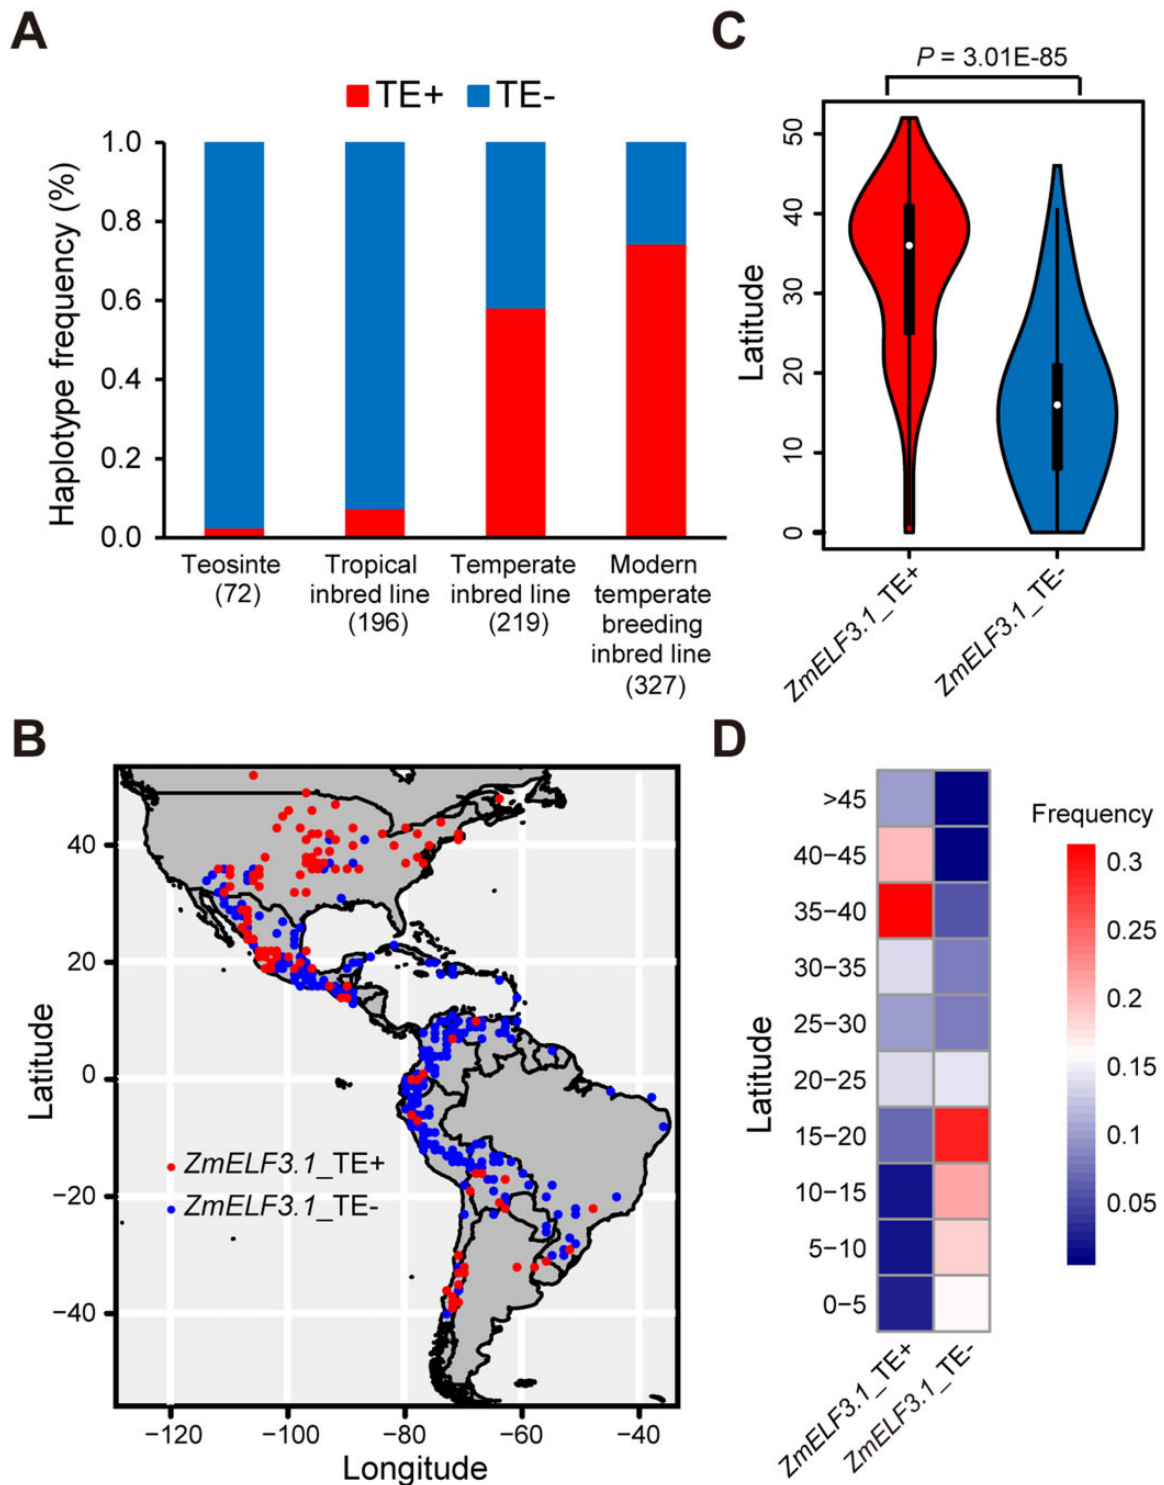 A
TE+ TE-
Haplotype frequency (%)
1.0
0.8
0.6
0.4
0.2
0.0
Teosinte
(72)
Tropical
inbred line
(196)
Temperate
inbred line
(219)
Modern
temperate
breeding
inbred line
(327)
C
P = 3.01E-85
Latitude
50
40
30
20
10
0
ZmELF3.1_TE+
ZmELF3.1_TE-
B
Latitude
40
20
0
−20
−40
ZmELF3.1_TE+
ZmELF3.1_TE-
−120
−100
−80
−60
−40
Longitude
D
Latitude
>45
40−45
35−40
30−35
25−30
20−25
15−20
10−15
5−10
0−5
ZmELF3.1_TE+
ZmELF3.1_TE-
Frequency
0.3
0.25
0.2
0.15
0.1
0.05